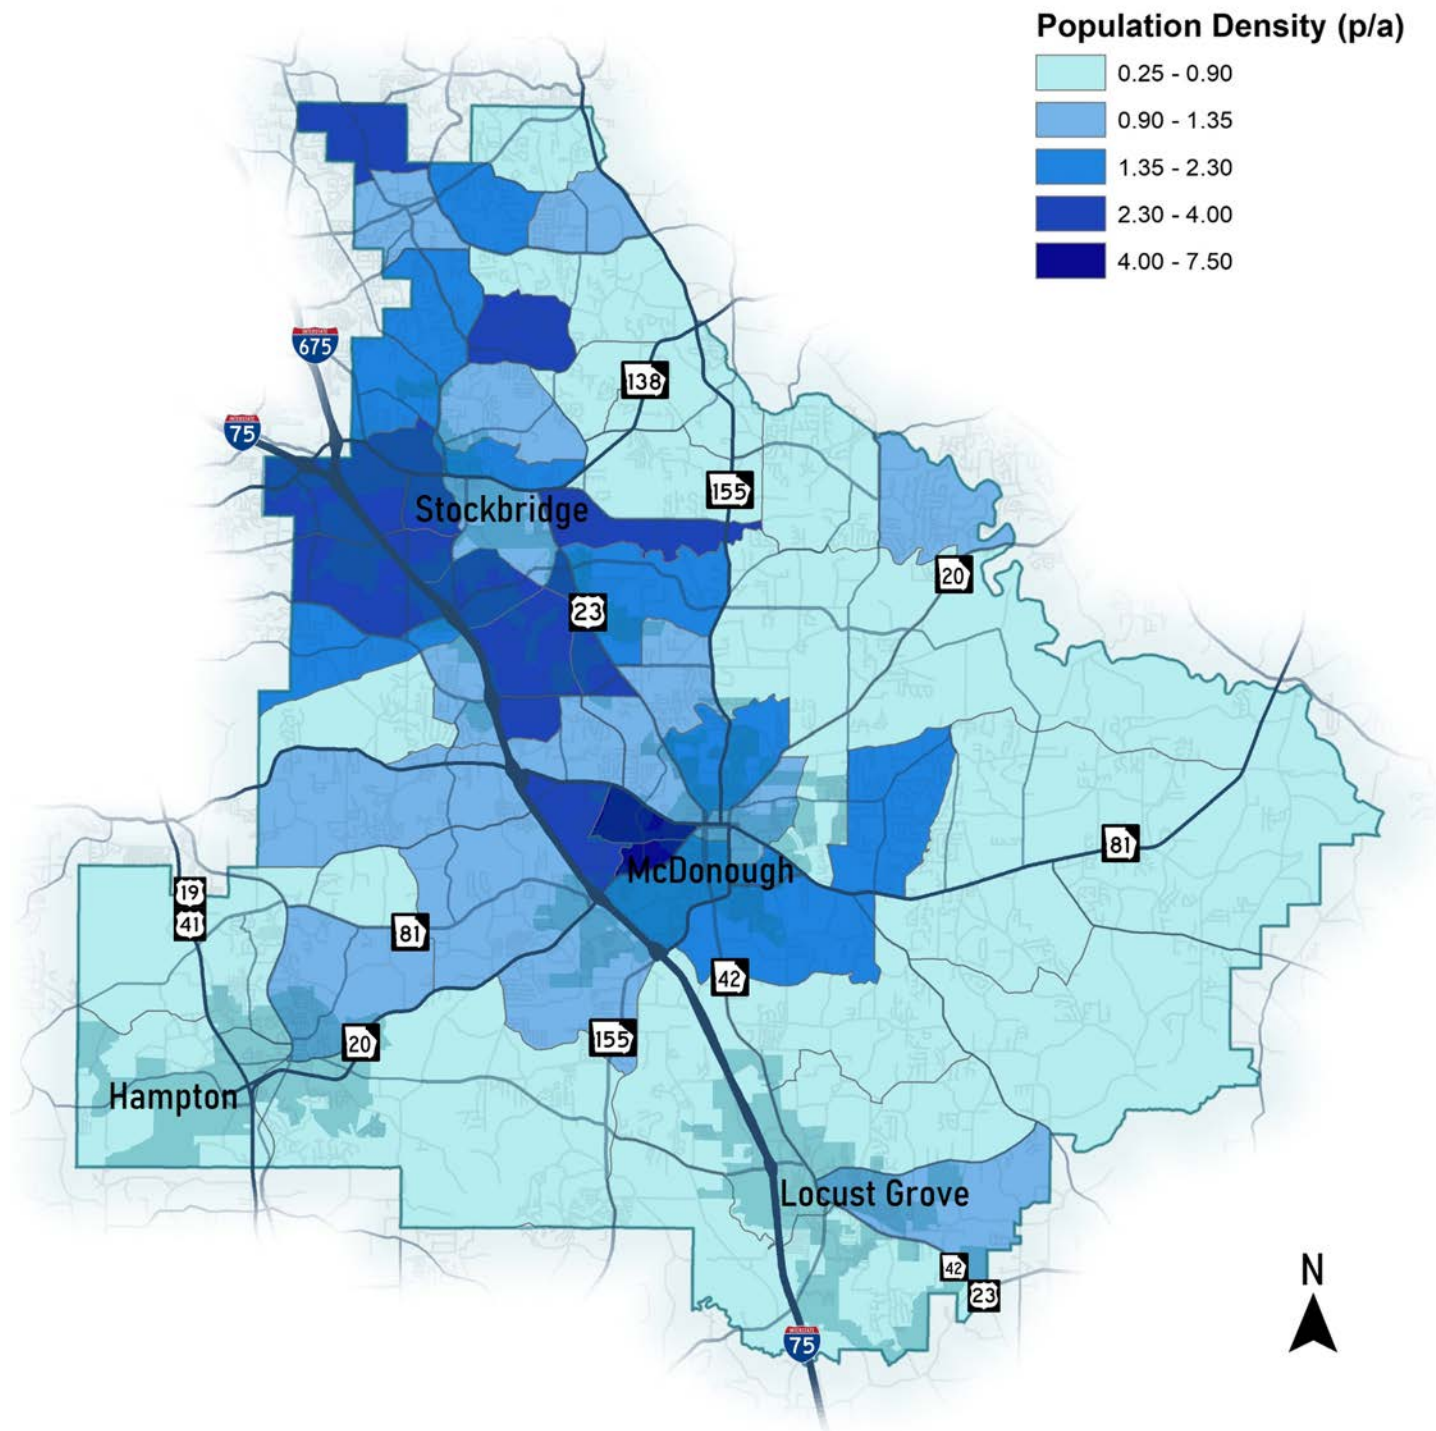 Population Density (p/a)
0.25 - 0.90
0.90 - 1.35
1.35 - 2.30
2.30 - 4.00
4.00 - 7.50
675
138
75
155
Stockbridge
20
23
81
McDonough
19
41
81
42
155
20
Hampton
Locust Grove
42
23
N
75